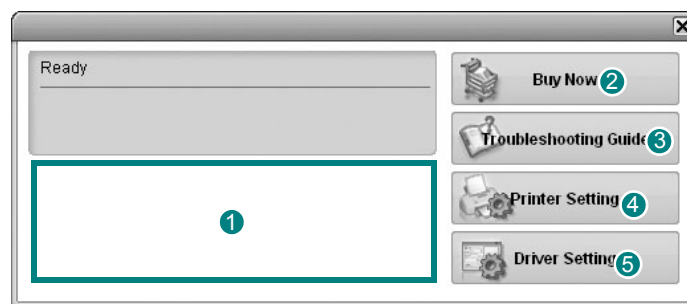 Ready
Buy Now 2
Troubleshooting Guide 3
1
Printer Setting 4
Driver Setting 5